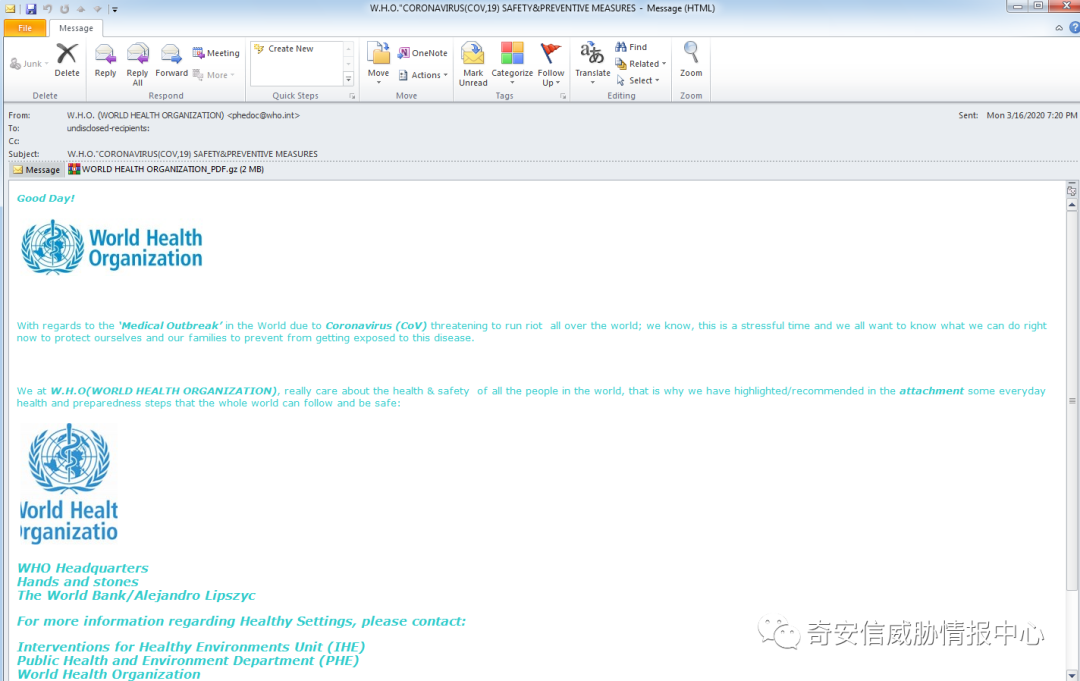 W.H.O."CORONAVIRUS(COV,19) SAFETY&PREVENTIVE MEASURES - Message (HTML)
File Message
Junk Delete Reply Reply All Forward Meeting More Create New Move OneNote Actions Mark Unread Categorize Follow Up Translate Find Related Select Zoom
Delete Respond Quick Steps Move Tags Editing Zoom
From: W.H.O. (WORLD HEALTH ORGANIZATION) <phedoc@who.int> Sent: Mon 3/16/2020 7:20 PM
To: undisclosed-recipients:
Cc:
Subject: W.H.O."CORONAVIRUS(COV,19) SAFETY&PREVENTIVE MEASURES
Message WORLD HEALTH ORGANIZATION_PDF.gz (2 MB)
Good Day!
World Health
Organization
With regards to the 'Medical Outbreak' in the World due to Coronavirus (CoV) threatening to run riot all over the world; we know, this is a stressful time and we all want to know what we can do right
now to protect ourselves and our families to prevent from getting exposed to this disease.
We at W.H.O(WORLD HEALTH ORGANIZATION), really care about the health & safety of all the people in the world, that is why we have highlighted/recommended in the attachment some everyday
health and preparedness steps that the whole world can follow and be safe:
World Healt
Organizatio
WHO Headquarters
Hands and stones
The World Bank/Alejandro Lipszyc
For more information regarding Healthy Settings, please contact:
Interventions for Healthy Environments Unit (IHE)
Public Health and Environment Department (PHE)
World Health Organization
奇安信威胁情报中心